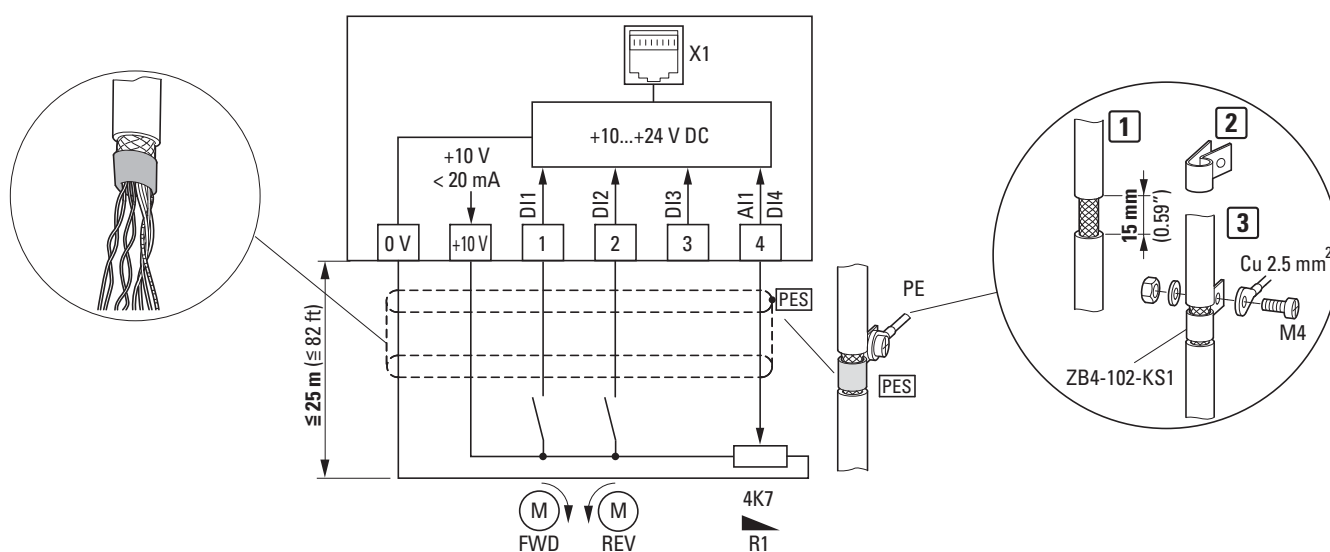 X1
+10...+24 V DC
+10 V
< 20 mA
DI1
DI2
DI3
AI1
DI4
0 V
+10 V
1
2
3
4
≦ 25 m (≦ 82 ft)
PES
PE
PES
M
FWD
M
REV
4K7
R1
1
2
15 mm
(0.59″)
3
Cu 2.5 mm²
M4
ZB4-102-KS1